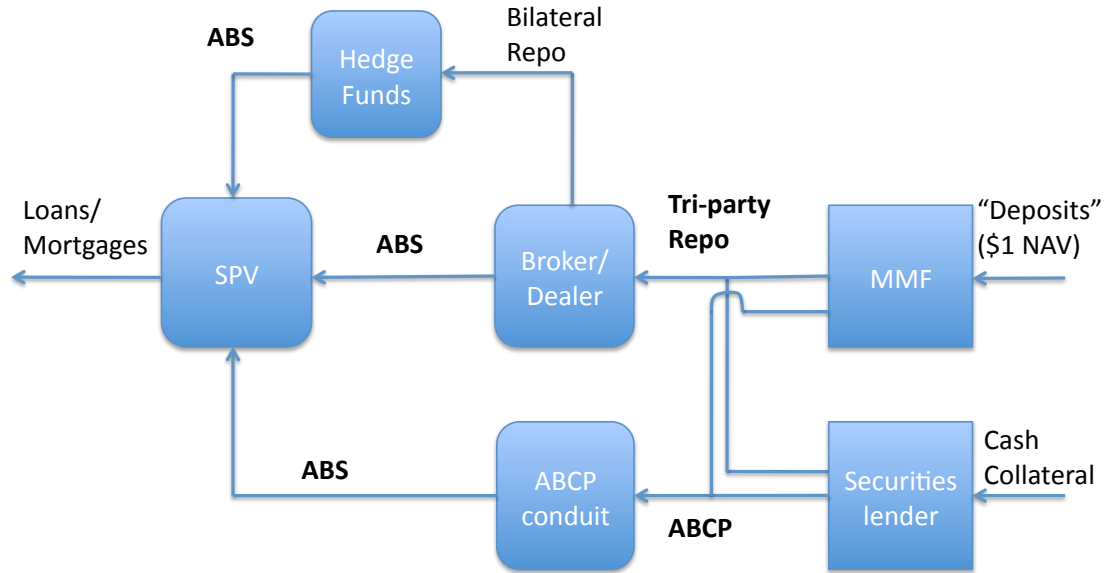 ABS
Hedge
Funds
Bilateral
Repo
Loans/
Mortgages
SPV
ABS
Broker/
Dealer
Tri-party
Repo
MMF
“Deposits”
($1 NAV)
ABS
ABCP
conduit
ABCP
Securities
lender
Cash
Collateral